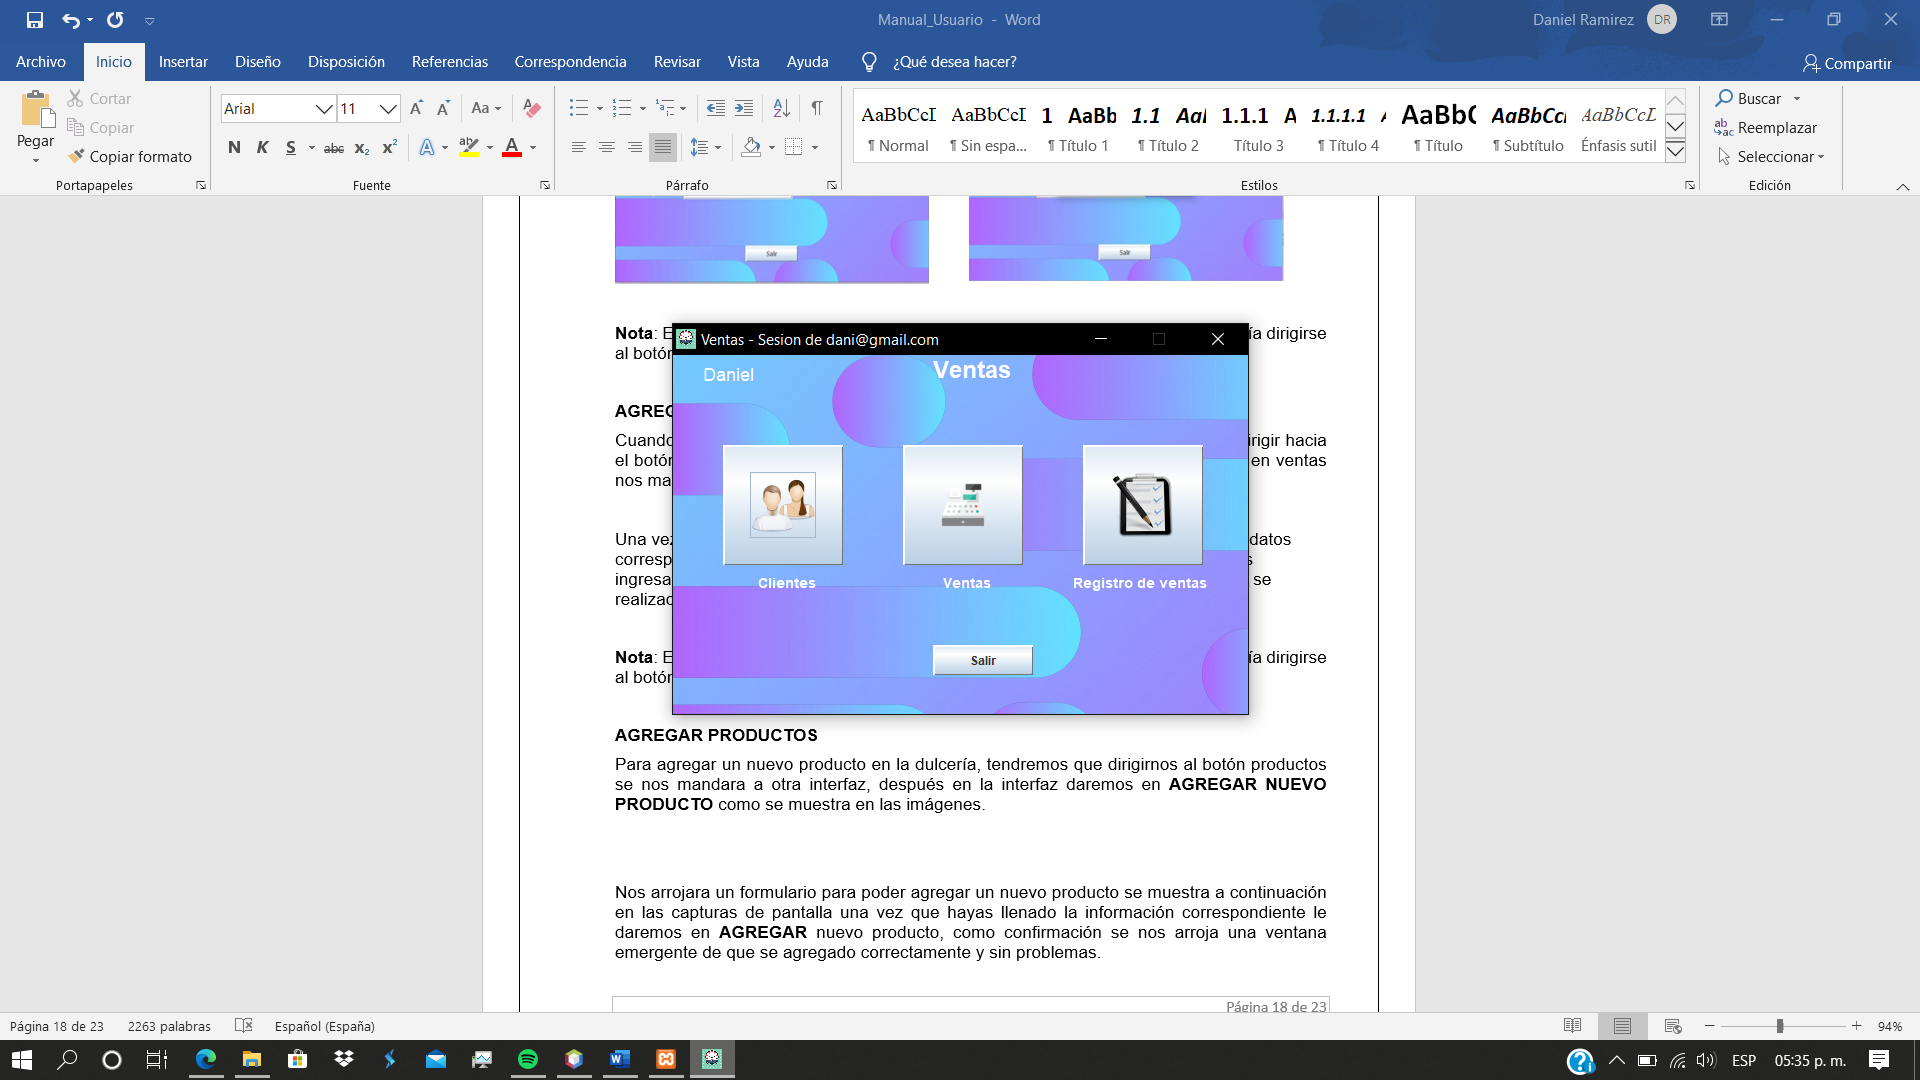 Manual_Usuario - Word
Daniel Ramirez
DR
Archivo
Inicio
Insertar
Diseño
Disposición
Referencias
Correspondencia
Revisar
Vista
Ayuda
¿Qué desea hacer?
Compartir
Pegar
Cortar
Copiar
Copiar formato
Portapapeles
Arial
11
Aa
N K S abc x₂ x²
A
ab
A
Fuente
Párrafo
AaBbCcI
AaBbCcI
1 AaBb
1.1 Aal
1.1.1 A
1.1.1.1
AaBbC
AaBbCc
AaBbCcL
¶ Normal
¶ Sin espa...
¶ Título 1
¶ Título 2
Título 3
¶ Título 4
¶ Título
¶ Subtítulo
Énfasis sutil
Estilos
Buscar
Reemplazar
Seleccionar
Edición
Salir
Salir
Nota: E
ía dirigirse
al botón
Ventas - Sesion de dani@gmail.com
Daniel
Ventas
Clientes
Ventas
Registro de ventas
Salir
AGREG
Cuando
irigir hacia
el botón
en ventas
nos ma
Una vez
datos
corresp
s
ingresa
se
realizad
Nota: E
ía dirigirse
al botón
AGREGAR PRODUCTOS
Para agregar un nuevo producto en la dulcería, tendremos que dirigirnos al botón productos
se nos mandara a otra interfaz, después en la interfaz daremos en AGREGAR NUEVO
PRODUCTO como se muestra en las imágenes.
Nos arrojara un formulario para poder agregar un nuevo producto se muestra a continuación
en las capturas de pantalla una vez que hayas llenado la información correspondiente le
daremos en AGREGAR nuevo producto, como confirmación se nos arroja una ventana
emergente de que se agregado correctamente y sin problemas.
Página 18 de 23
Página 18 de 23
2263 palabras
Español (España)
94%
ESP
05:35 p. m.